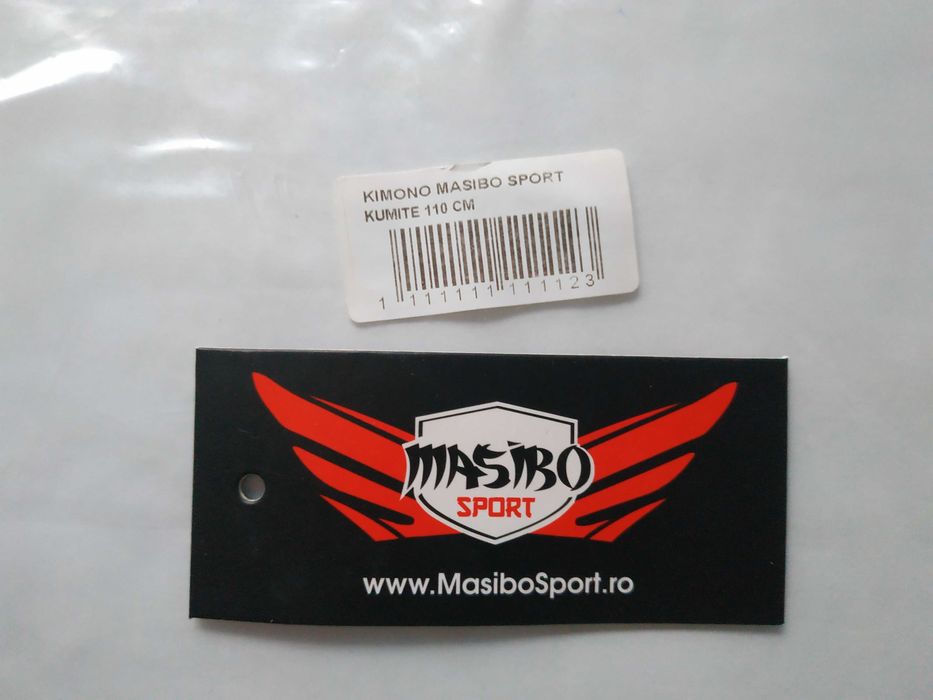 KIMONO MASIBO SPORT
KUMITE 110 CM
1 111111 111123
MASIBO
SPORT
www.MasiboSport.ro